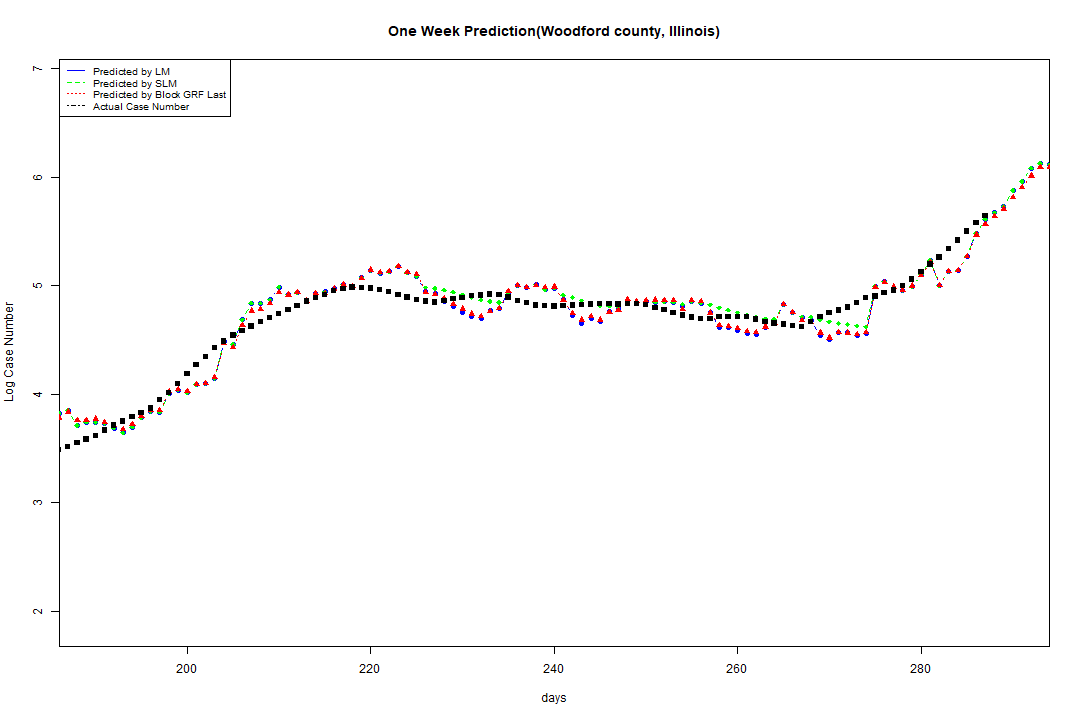 One Week Prediction(Woodford county, Illinois)
Predicted by LM
Predicted by SLM
Predicted by Block GRF Last
Actual Case Number
7
6
5
4
3
2
Log Case Number
200 220 240 260 280
days